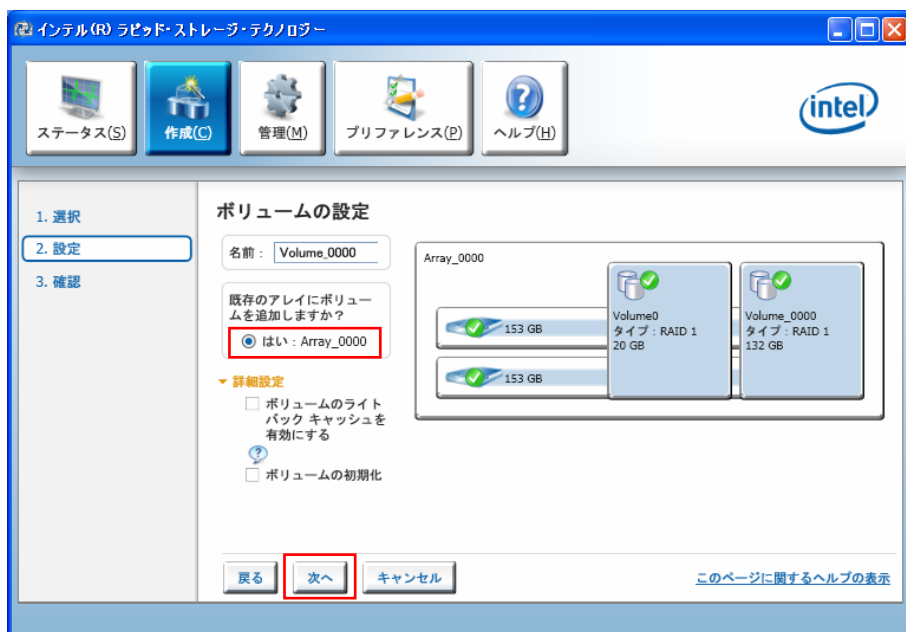 インテル(R) ラピッド・ストレージ・テクノロジー
ステータス(S)
作成(C)
管理(M)
プリファレンス(P)
ヘルプ(H)
intel
1. 選択
2. 設定
3. 確認
ボリュームの設定
名前： Volume_0000
既存のアレイにボリュー
ムを追加しますか？
はい：Array_0000
詳細設定
ボリュームのライト
バック キャッシュを
有効にする
?
ボリュームの初期化
Array_0000
153 GB
153 GB
Volume0
タイプ：RAID 1
20 GB
Volume_0000
タイプ：RAID 1
132 GB
戻る
次へ
キャンセル
このページに関するヘルプの表示